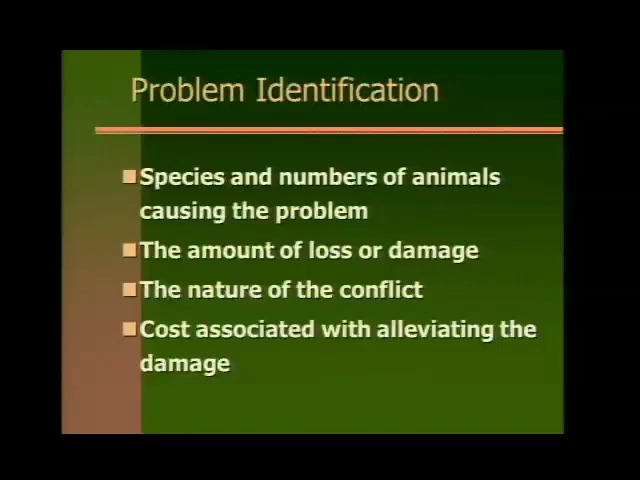 Problem Identification
Species and numbers of animals
causing the problem
The amount of loss or damage
The nature of the conflict
Cost associated with alleviating the
damage